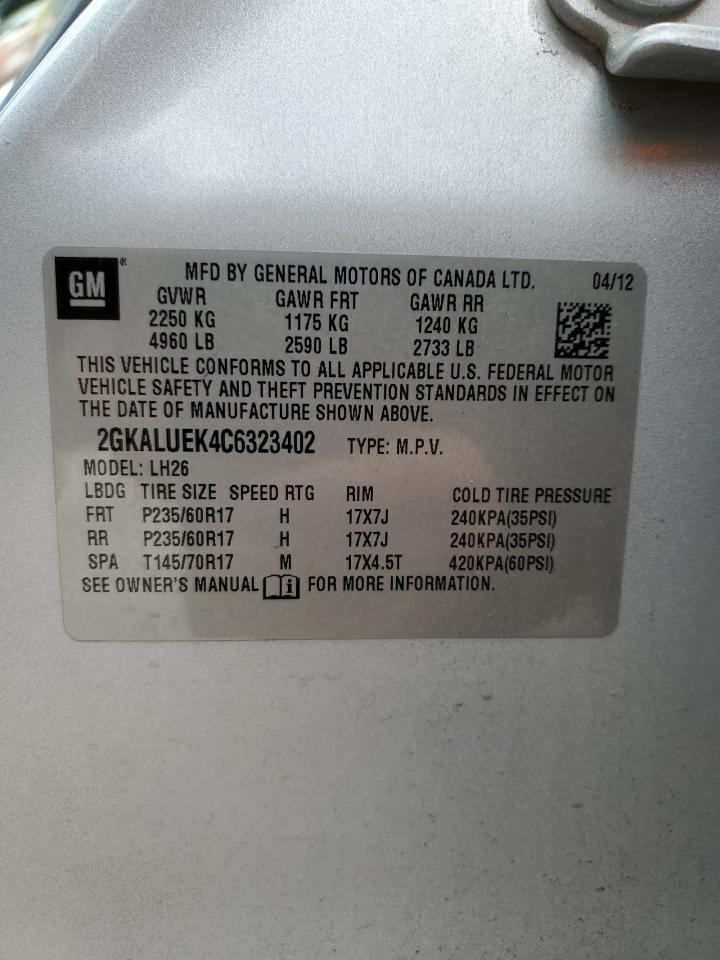 GM®
MFD BY GENERAL MOTORS OF CANADA LTD. 04/12
GVWR GAWR FRT GAWR RR
2250 KG 1175 KG 1240 KG
4960 LB 2590 LB 2733 LB
THIS VEHICLE CONFORMS TO ALL APPLICABLE U.S. FEDERAL MOTOR
VEHICLE SAFETY AND THEFT PREVENTION STANDARDS IN EFFECT ON
THE DATE OF MANUFACTURE SHOWN ABOVE.
2GKALUEK4C6323402 TYPE: M.P.V.
MODEL: LH26
LBDG TIRE SIZE SPEED RTG RIM COLD TIRE PRESSURE
FRT P235/60R17 H 17X7J 240KPA(35PSI)
RR P235/60R17 H 17X7J 240KPA(35PSI)
SPA T145/70R17 M 17X4.5T 420KPA(60PSI)
SEE OWNER'S MANUAL i FOR MORE INFORMATION.